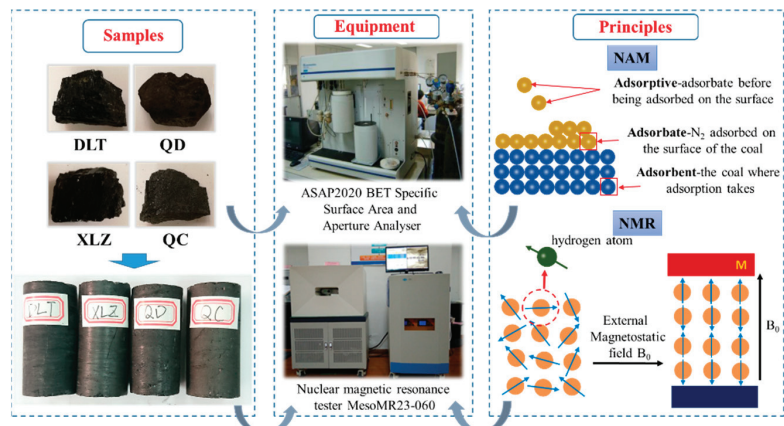 Samples
DLT
QD
XLZ
QC
DLT
XLZ
QD
QC
Equipment
ASAP2020 BET Specific
Surface Area and
Aperture Analyser
Nuclear magnetic resonance
tester MesoMR23-060
Principles
NAM
Adsorptive-adsorbate before
being adsorbed on the surface
Adsorbate-N₂ adsorbed on
the surface of the coal
Adsorbent-the coal where
adsorption takes
NMR
hydrogen atom
External
Magnetostatic
field B₀
M
B₀